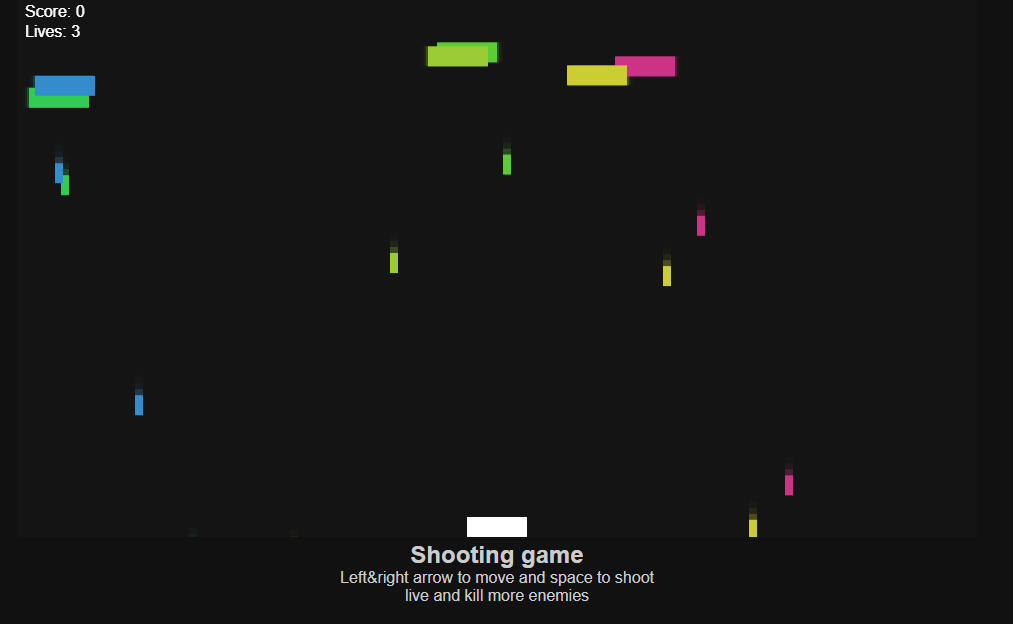 Score: 0
Lives: 3
Shooting game
Left&right arrow to move and space to shoot
live and kill more enemies